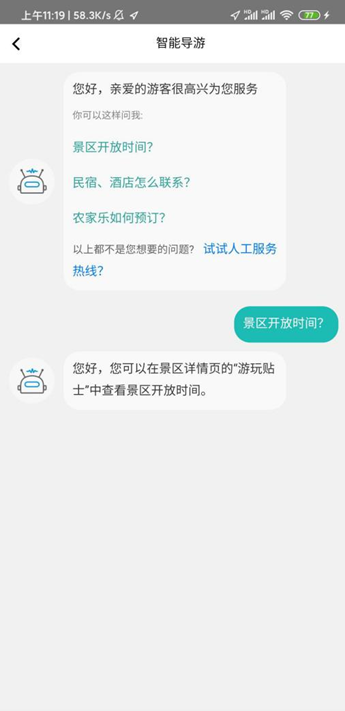 上午11:19 | 58.3K/s
HD HD 77
智能导游
您好，亲爱的游客很高兴为您服务
你可以这样问我:
景区开放时间？
民宿、酒店怎么联系？
农家乐如何预订？
以上都不是您想要的问题？ 试试人工服务
热线？
景区开放时间？
您好，您可以在景区详情页的“游玩贴
士”中查看景区开放时间。